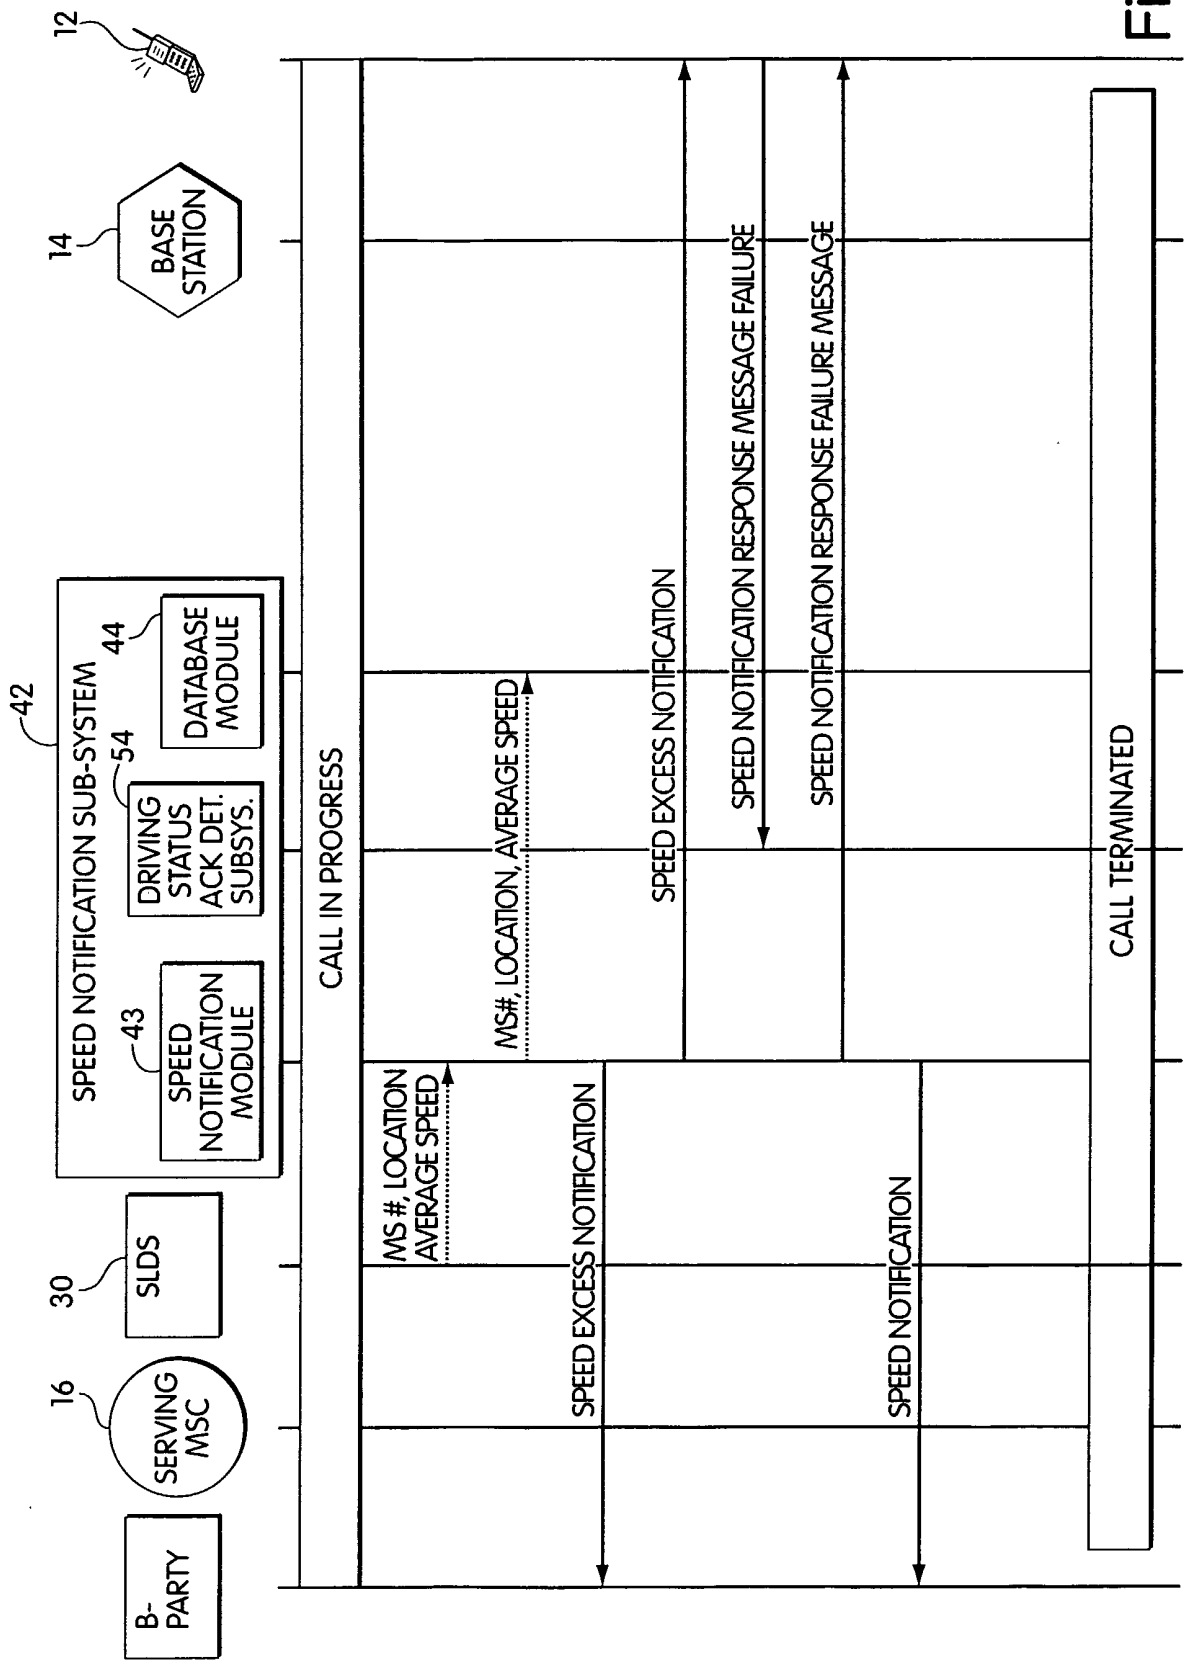 B-
PARTY
16
SERVING
MSC
30
SLDS
42
SPEED NOTIFICATION SUB-SYSTEM
43
SPEED
NOTIFICATION
MODULE
54
DRIVING
STATUS
ACK DET.
SUBSYS.
44
DATABASE
MODULE
14
BASE
STATION
12
CALL IN PROGRESS
MS #, LOCATION
AVERAGE SPEED
MS#, LOCATION, AVERAGE SPEED
SPEED EXCESS NOTIFICATION
SPEED EXCESS NOTIFICATION
SPEED NOTIFICATION RESPONSE MESSAGE FAILURE
SPEED NOTIFICATION RESPONSE FAILURE MESSAGE
SPEED NOTIFICATION
CALL TERMINATED
Fi